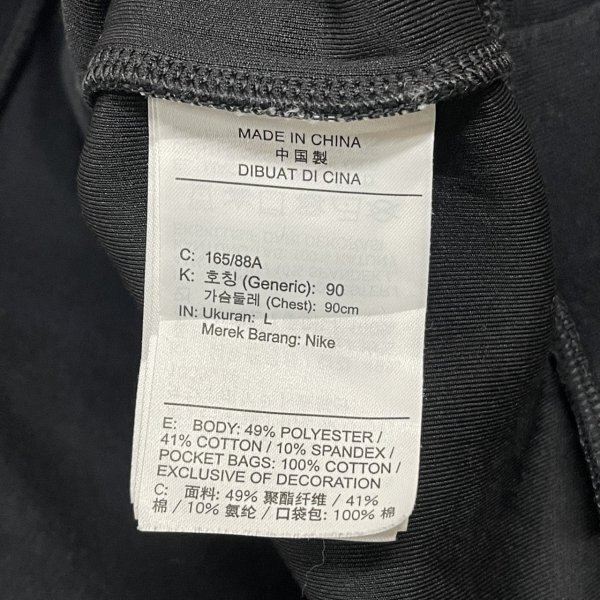 MADE IN CHINA
中国製
DIBUAT DI CINA
C: 165/88A
K: 호칭 (Generic): 90
가슴둘레 (Chest): 90cm
IN: Ukuran: L
Merek Barang: Nike
E: BODY: 49% POLYESTER /
41% COTTON / 10% SPANDEX /
POCKET BAGS: 100% COTTON /
EXCLUSIVE OF DECORATION
C: 面料: 49% 聚酯纤维 / 41%
棉 / 10% 氨纶 / 口袋包: 100% 棉